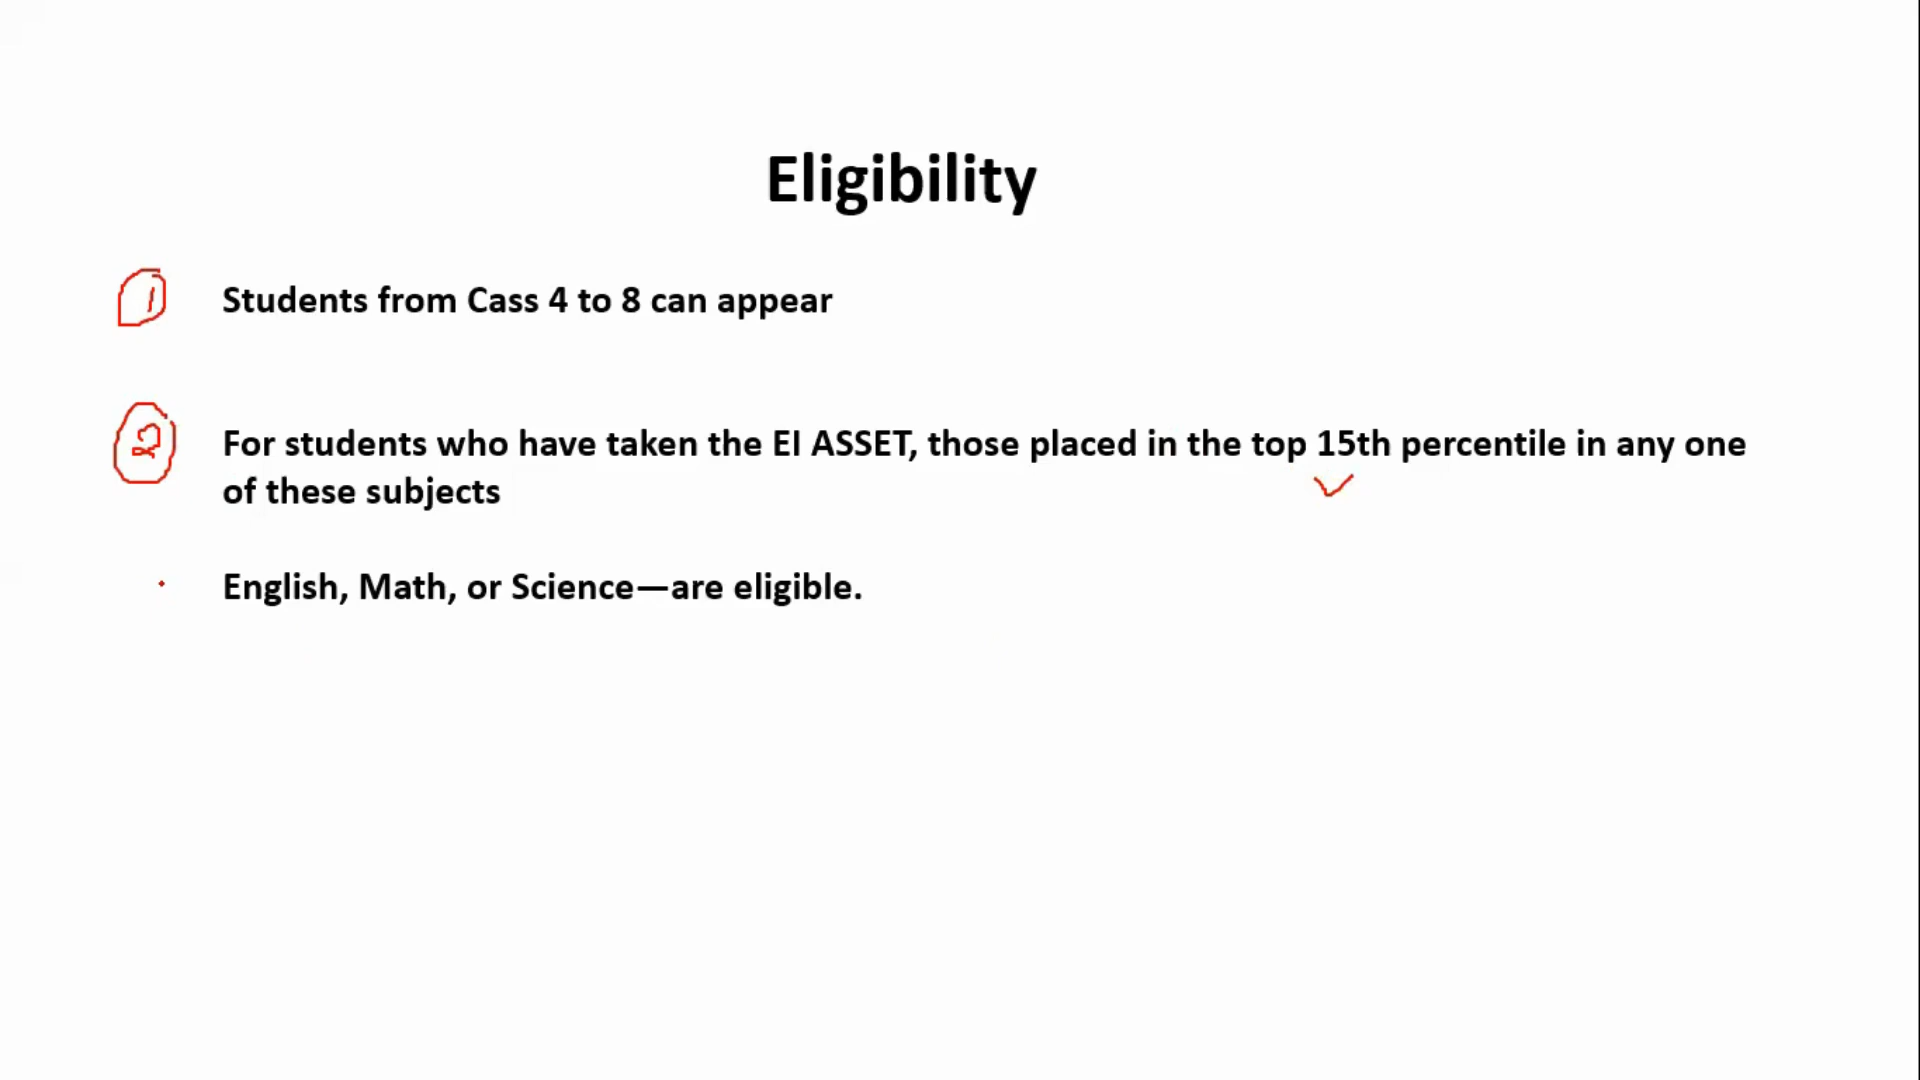 Eligibility
1 Students from Cass 4 to 8 can appear
2 For students who have taken the EI ASSET, those placed in the top 15th percentile in any one
of these subjects
English, Math, or Science—are eligible.